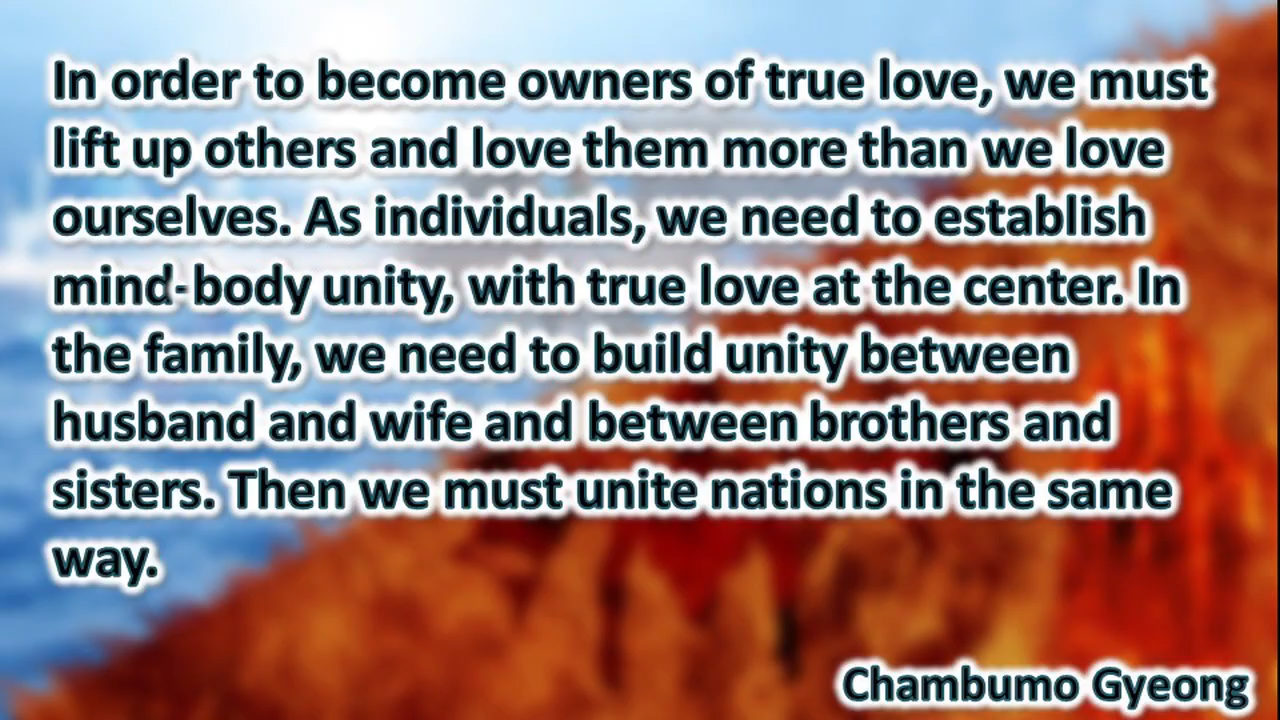 In order to become owners of true love, we must
lift up others and love them more than we love
ourselves. As individuals, we need to establish
mind-body unity, with true love at the center. In
the family, we need to build unity between
husband and wife and between brothers and
sisters. Then we must unite nations in the same
way.
Chambumo Gyeong